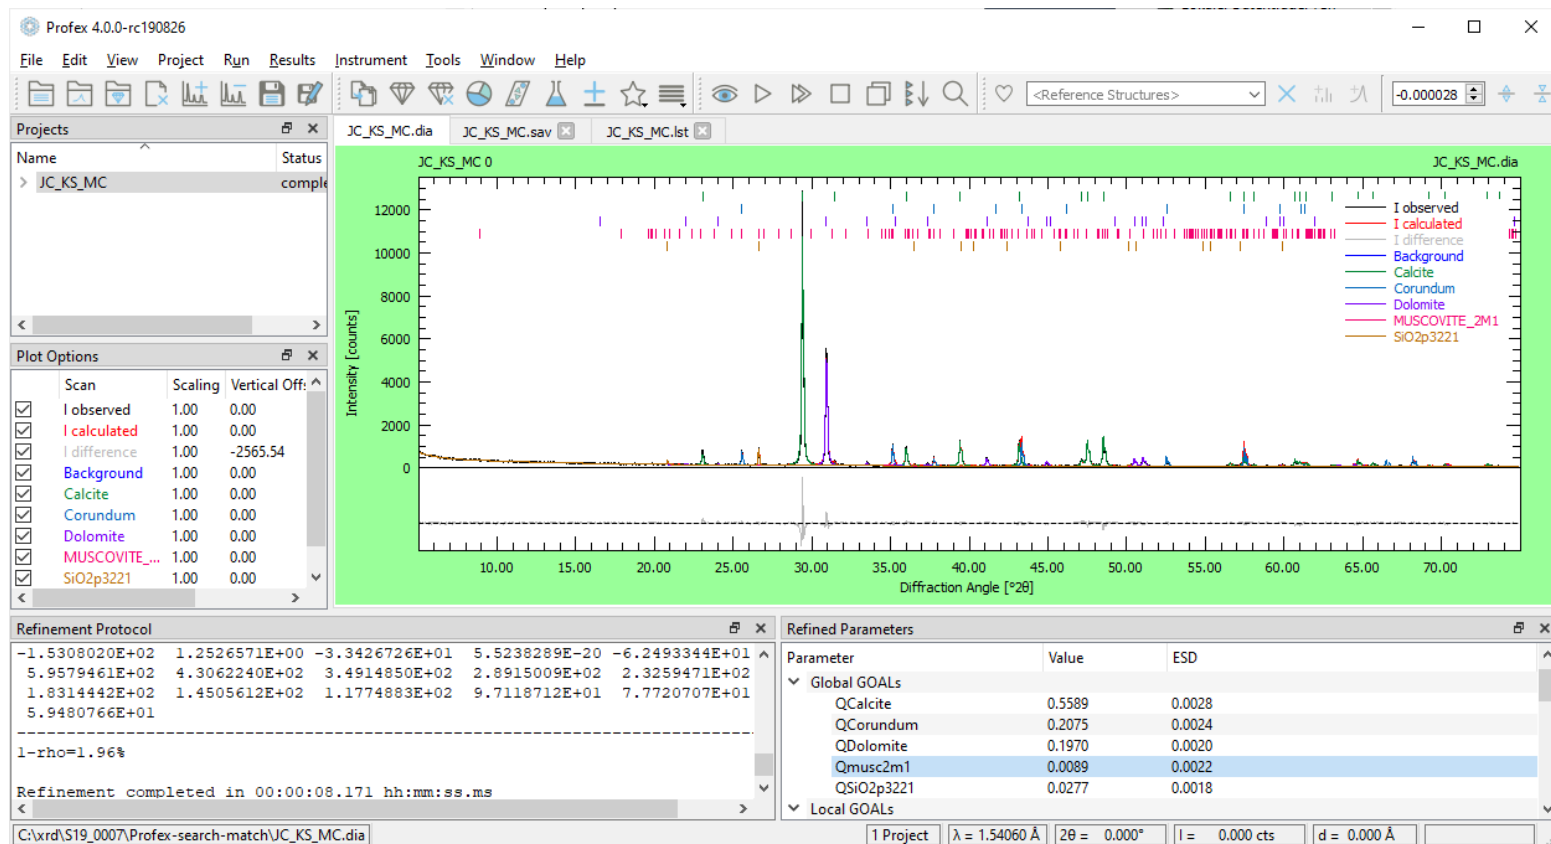 Profex 4.0.0-rc190826
File Edit View Project Run Results Instrument Tools Window Help
<Reference Structures>
-0.000028
Projects
Name Status
JC_KS_MC comple
Plot Options
Scan Scaling Vertical Off:
I observed 1.00 0.00
I calculated 1.00 0.00
I difference 1.00 -2565.54
Background 1.00 0.00
Calcite 1.00 0.00
Corundum 1.00 0.00
Dolomite 1.00 0.00
MUSCOVITE_... 1.00 0.00
SiO2p3221 1.00 0.00
JC_KS_MC.dia JC_KS_MC.sav JC_KS_MC.lst
JC_KS_MC 0 JC_KS_MC.dia
12000
10000
8000
6000
4000
2000
0
Intensity [counts]
I observed
I calculated
I difference
Background
Calcite
Corundum
Dolomite
MUSCOVITE_2M1
SiO2p3221
10.00 15.00 20.00 25.00 30.00 35.00 40.00 45.00 50.00 55.00 60.00 65.00 70.00
Diffraction Angle [°2θ]
Refinement Protocol
-1.5308020E+02 1.2526571E+00 -3.3426726E+01 5.5238289E-20 -6.2493344E+01
5.9579461E+02 4.3062240E+02 3.4914850E+02 2.8915009E+02 2.3259471E+02
1.8314442E+02 1.4505612E+02 1.1774883E+02 9.7118712E+01 7.7720707E+01
5.9480766E+01
1-rho=1.96%
Refinement completed in 00:00:08.171 hh:mm:ss.ms
Refined Parameters
Parameter Value ESD
Global GOALs
QCalcite 0.5589 0.0028
QCorundum 0.2075 0.0024
QDolomite 0.1970 0.0020
Qmusc2m1 0.0089 0.0022
QSiO2p3221 0.0277 0.0018
Local GOALs
C:\xrd\S19_0007\Profex-search-match\JC_KS_MC.dia
1 Project λ = 1.54060 Å 2θ = 0.000° I = 0.000 cts d = 0.000 Å